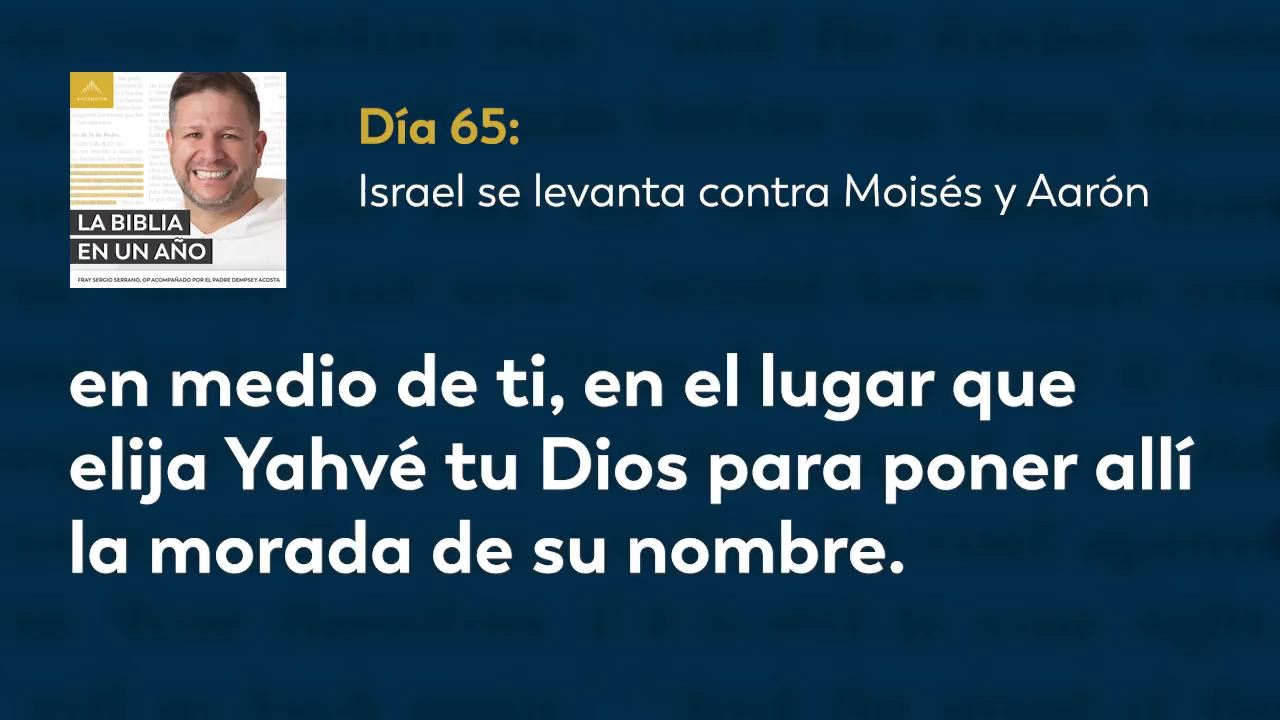 ASCENSION
LA BIBLIA
EN UN AÑO
FRAY SERGIO SERRANO, OP ACOMPAÑADO POR EL PADRE DEMPSEY ACOSTA
Día 65:
Israel se levanta contra Moisés y Aarón
en medio de ti, en el lugar que
elija Yahvé tu Dios para poner allí
la morada de su nombre.